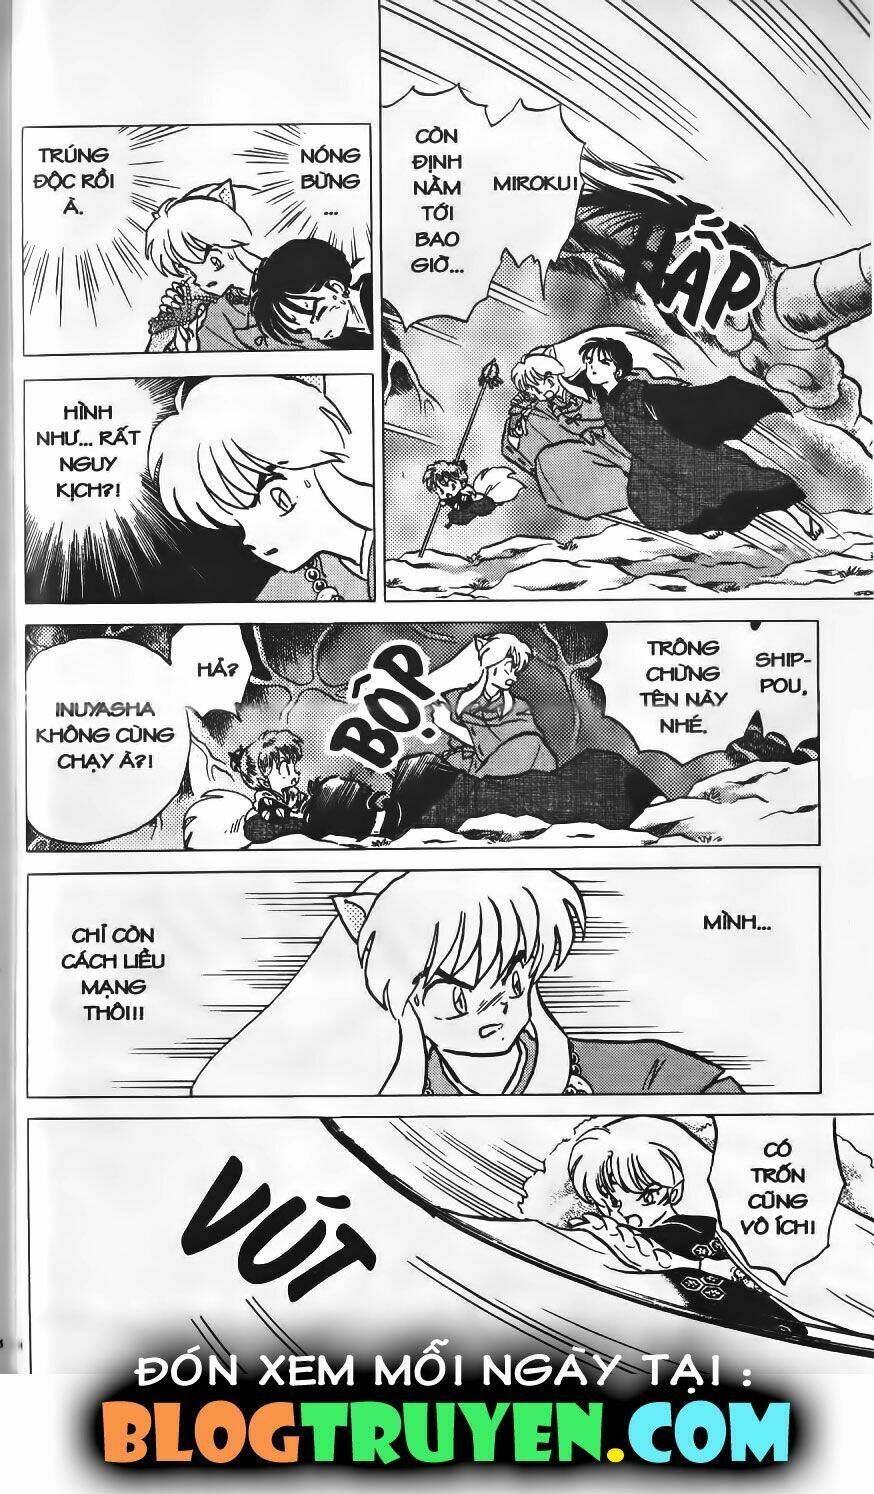 MIROKU!
CÒN
ĐỊNH
NẰM
TỚI
BAO
GIỜ...
HẤP
NÓNG
BỪNG
...
TRÚNG
ĐỘC RỒI
À.
HÌNH
NHƯ... RẤT
NGUY
KỊCH?!
SHIP-
POU,
TRÔNG
CHỪNG
TÊN NÀY
NHÉ.
BỘP
HẢ?
INUYASHA
KHÔNG CÙNG
CHẠY À?!
MÌNH...
CHỈ CÒN
CÁCH LIỀU
MẠNG
THÔI!!!
CÓ
TRỐN
CŨNG
VÔ ÍCH!
VÚT
ĐÓN XEM MỖI NGÀY TẠI :
BLOGTRUYEN.COM